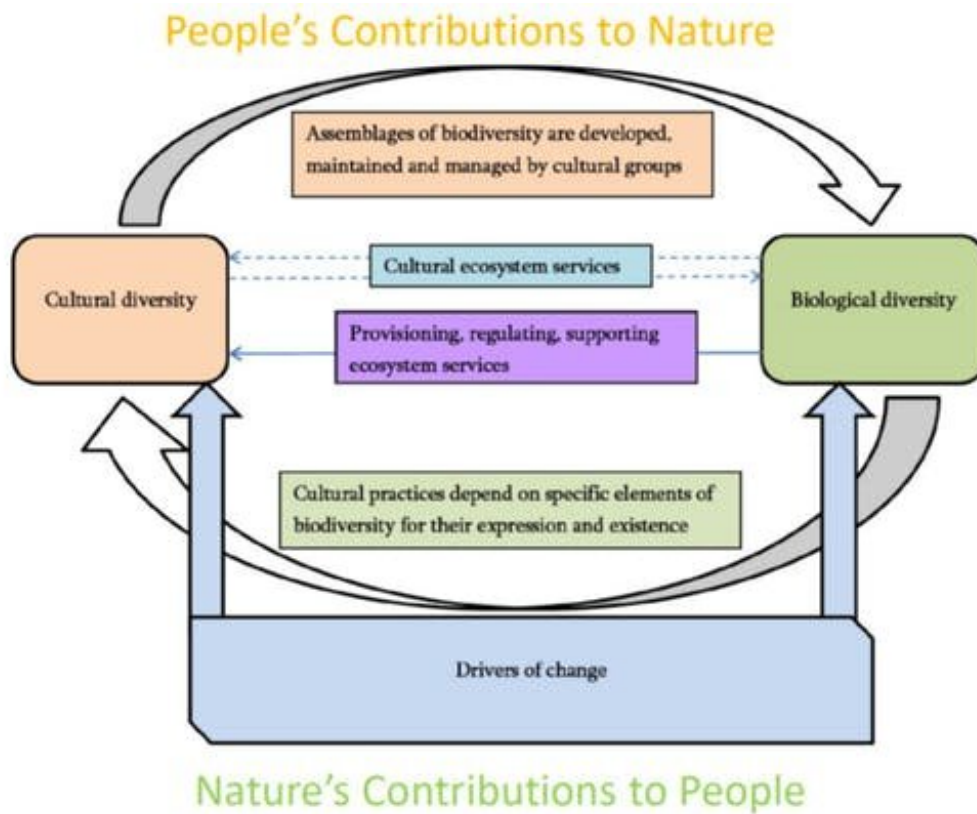 People's Contributions to Nature
Assemblages of biodiversity are developed,
maintained and managed by cultural groups
Cultural ecosystem services
Cultural diversity
Biological diversity
Provisioning, regulating, supporting
ecosystem services
Cultural practices depend on specific elements of
biodiversity for their expression and existence
Drivers of change
Nature's Contributions to People